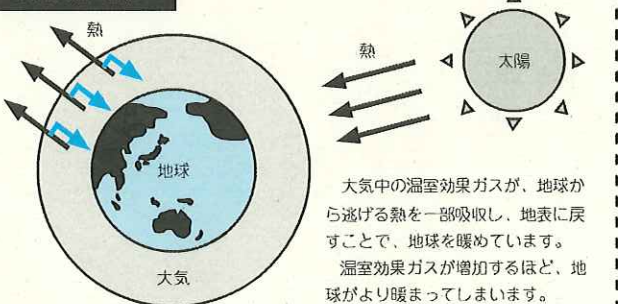 熱
熱
太陽
地球
大気
大気中の温室効果ガスが、地球か
ら逃げる熱を一部吸収し、地表に戻
すことで、地球を暖めています。
温室効果ガスが増加するほど、地
球がより暖まってしまいます。